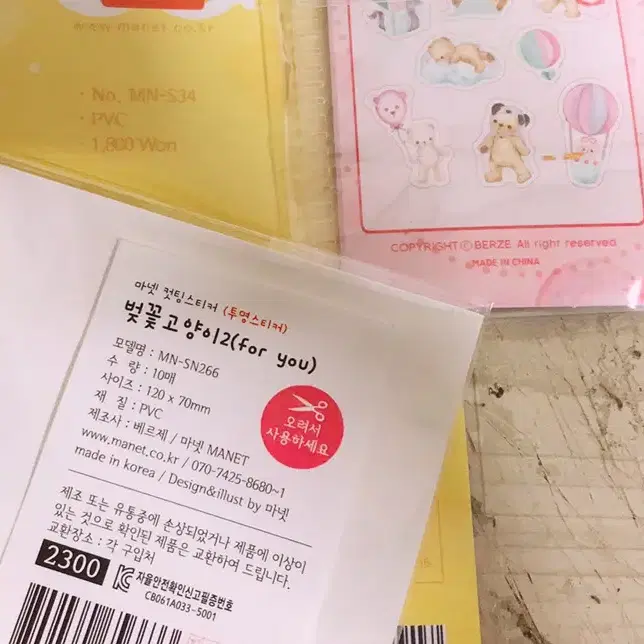 www.manet.co.kr
· No. MN-S34
· PVC
· 1,800 Won
COPYRIGHT ⓒ BERZE All right reserved
MADE IN CHINA
마넷 컷팅스티커 (투명스티커)
벚꽃고양이2(for you)
모델명 : MN-SN266
수 량 : 10매
사이즈 : 120 x 70mm
재 질 : PVC
제조사 : 베르제 / 마넷 MANET
www.manet.co.kr / 070-7425-8680~1
made in korea / Design&illust by 마넷
오려서
사용하세요
제조 또는 유통중에 손상되었거나 제품에 이상이
있는 것으로 확인된 제품은 교환하여 드립니다.
교환장소 : 각 구입처
2300
자율안전확인신고필증번호
CB061A033-5001